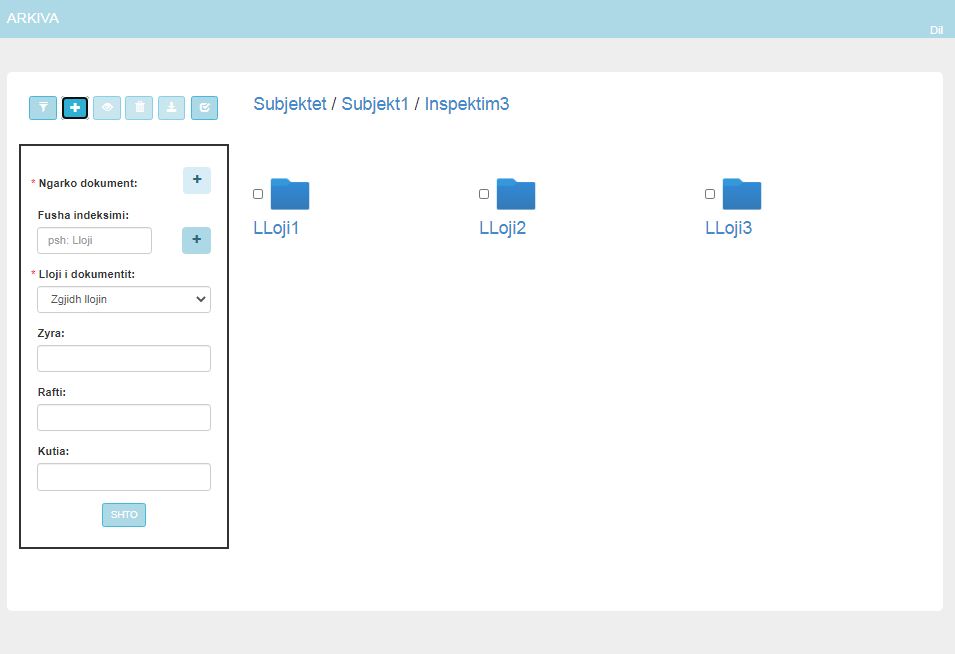 ARKIVA
Dil
Subjektet / Subjekt1 / Inspektim3
* Ngarko dokument:
Fusha indeksimi:
psh: Lloji
* Lloji i dokumentit:
Zgjidh llojin
Zyra:
Rafti:
Kutia:
SHTO
LLoji1
LLoji2
LLoji3